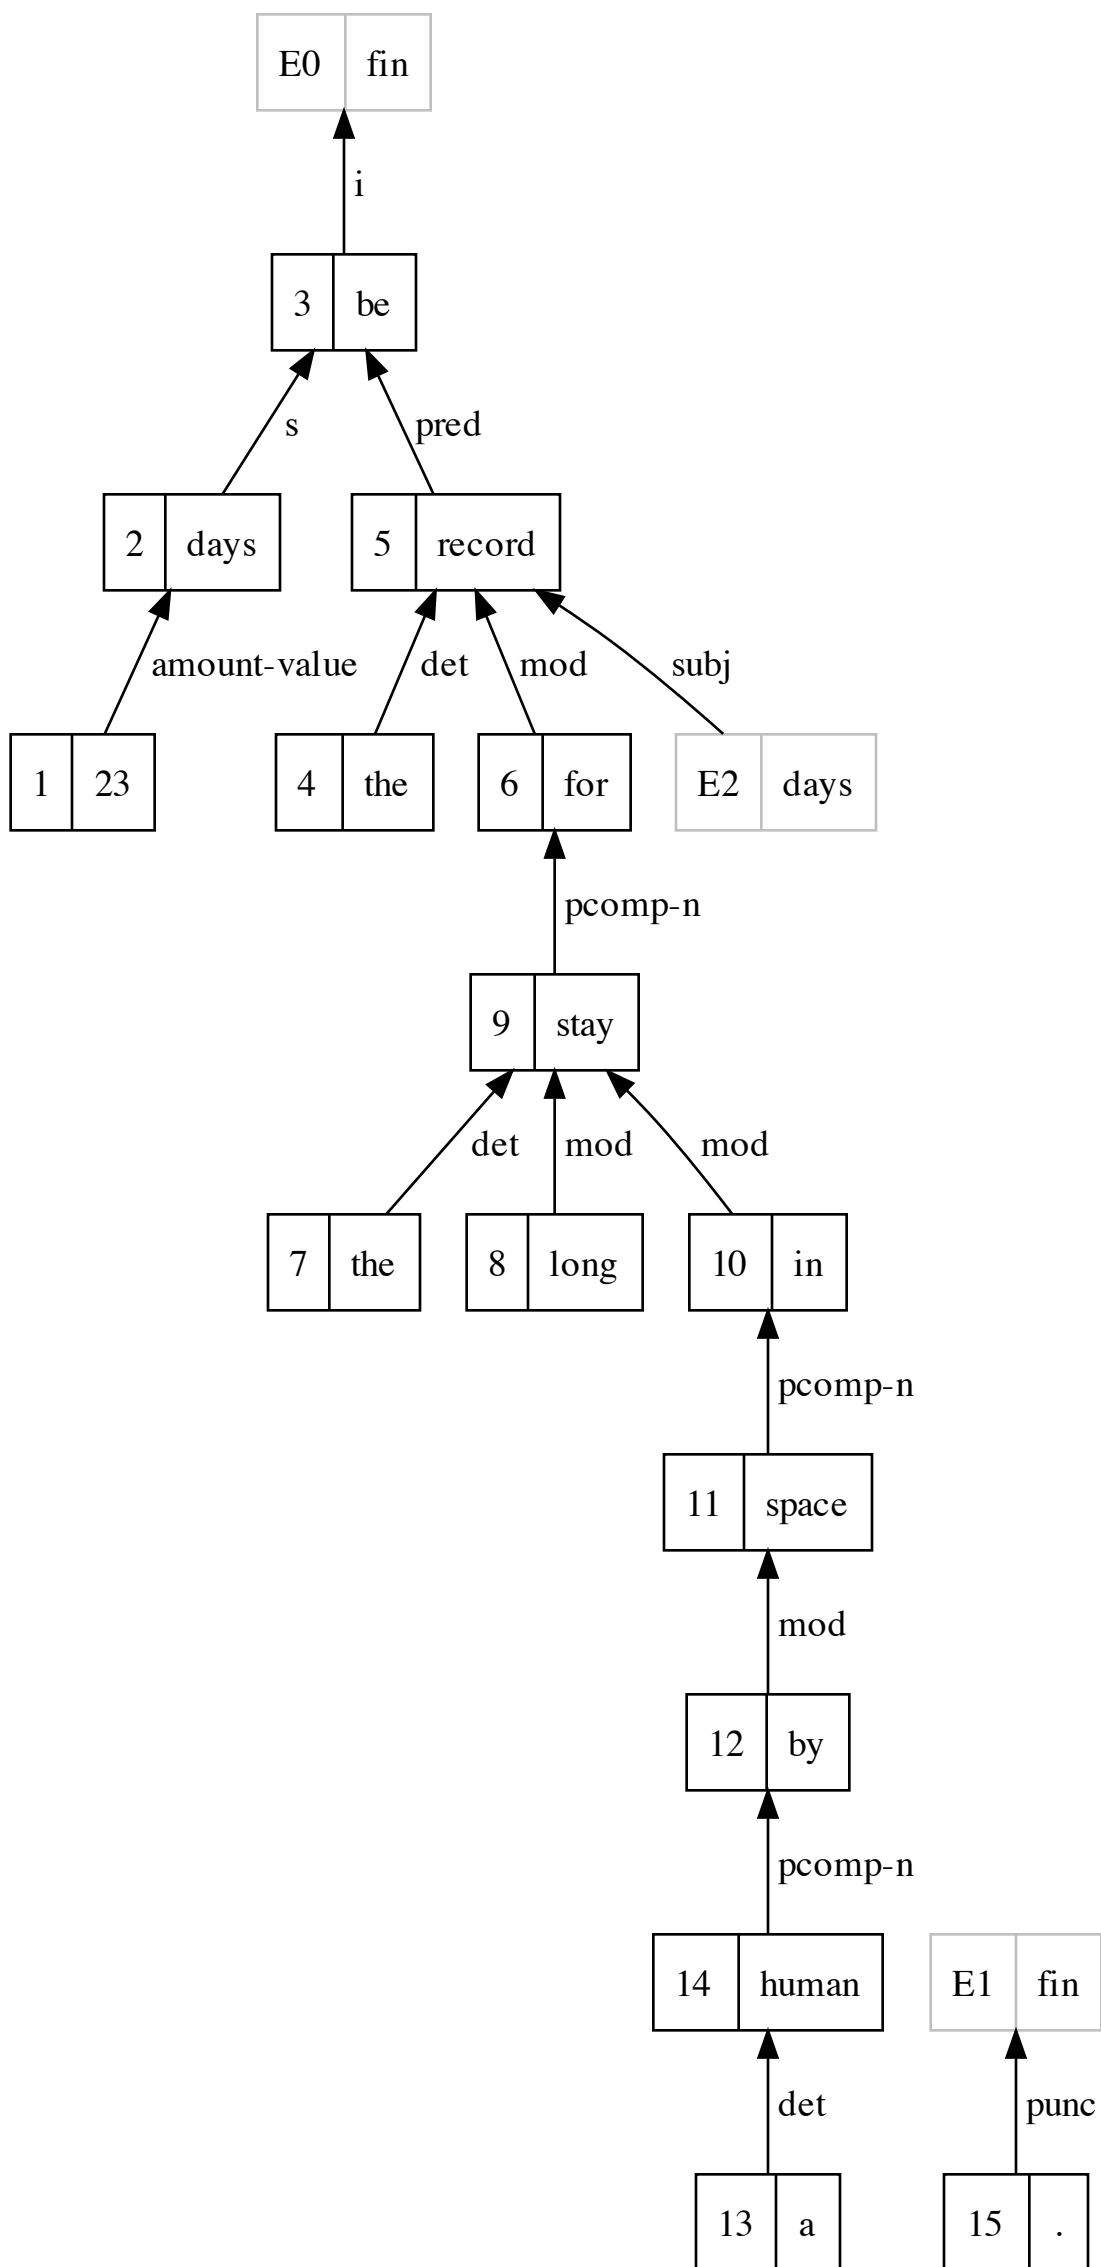 E0 fin
i
3 be
s pred
2 days 5 record
amount-value det mod subj
1 23 4 the 6 for E2 days
pcomp-n
9 stay
det mod mod
7 the 8 long 10 in
pcomp-n
11 space
mod
12 by
pcomp-n
14 human E1 fin
det punc
13 a 15 .